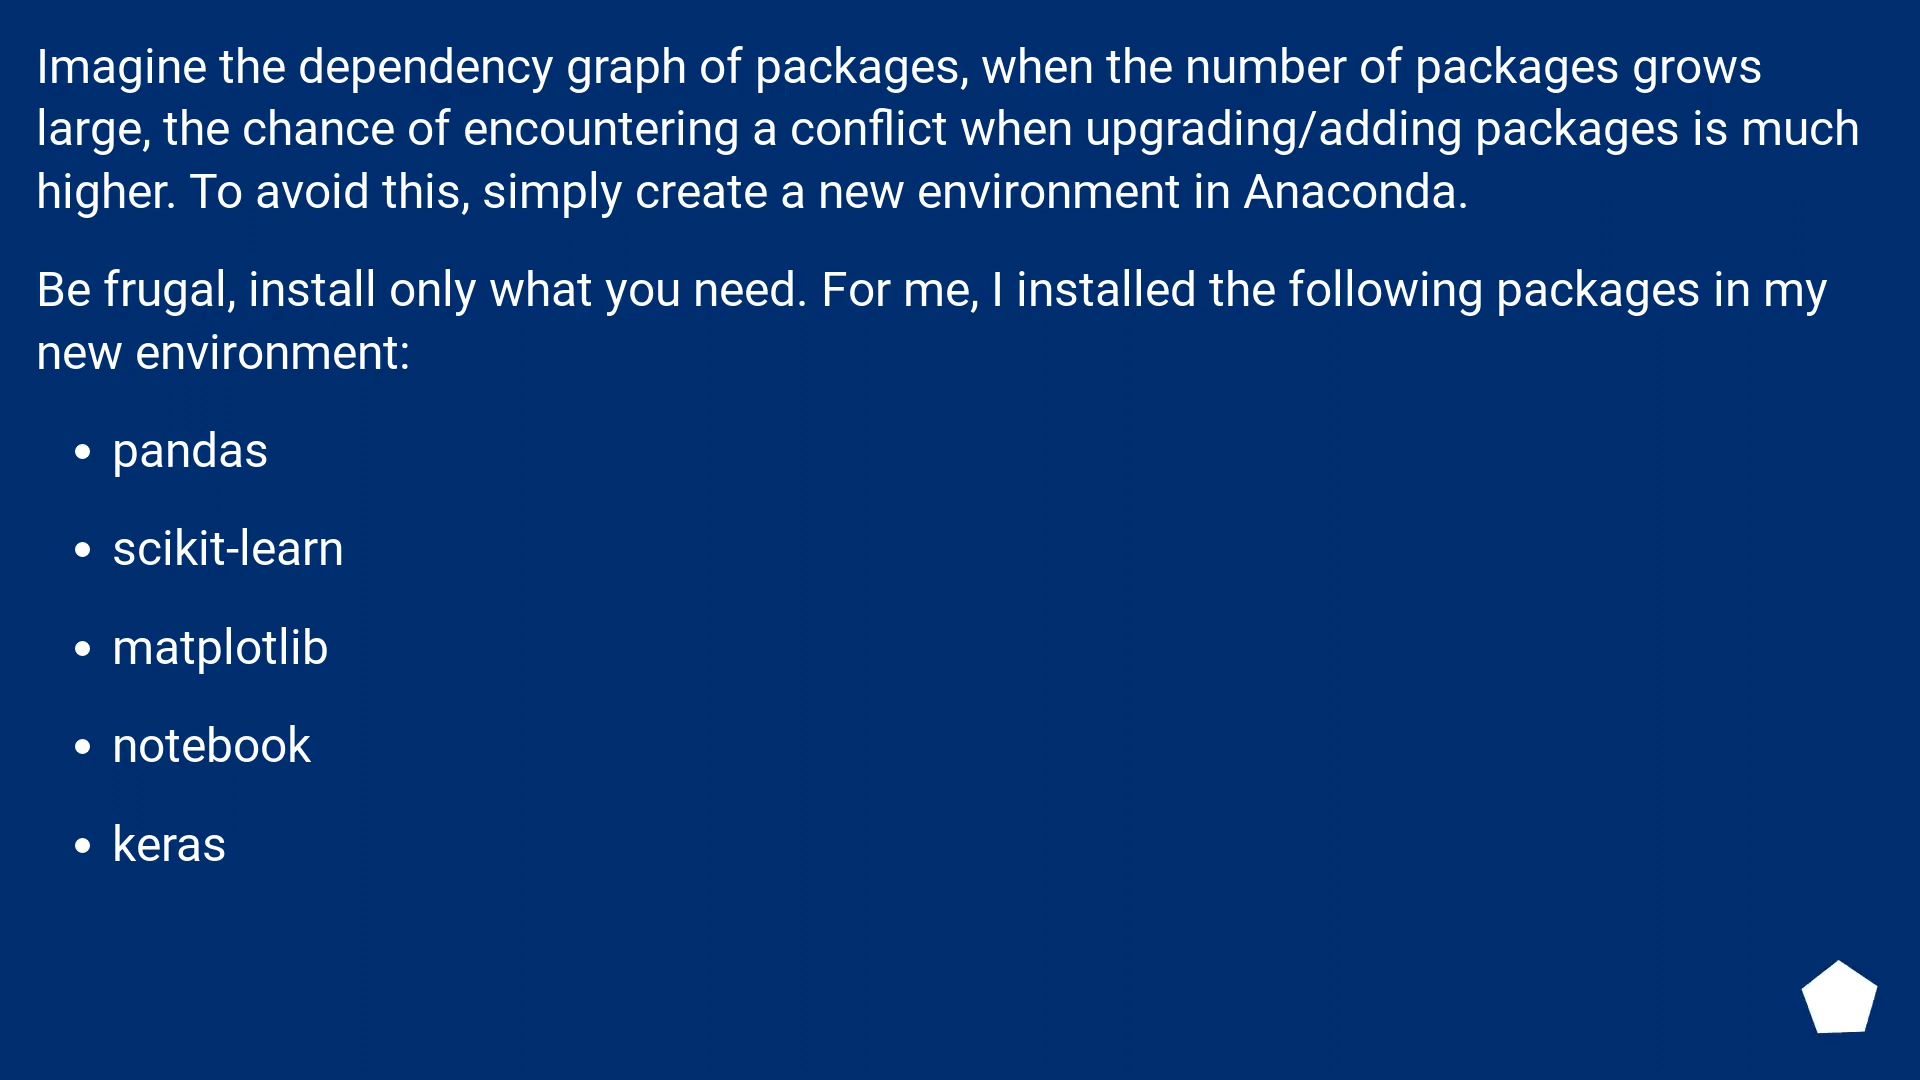 Imagine the dependency graph of packages, when the number of packages grows
large, the chance of encountering a conflict when upgrading/adding packages is much
higher. To avoid this, simply create a new environment in Anaconda.
Be frugal, install only what you need. For me, I installed the following packages in my
new environment:
• pandas
• scikit-learn
• matplotlib
• notebook
• keras